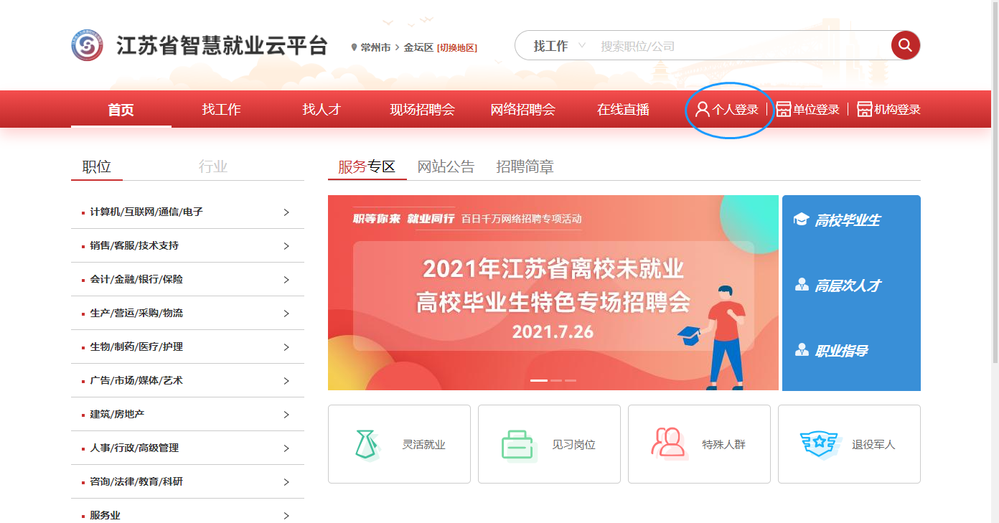 江苏省智慧就业云平台
常州市 > 金坛区 [切换地区]
找工作 搜索职位/公司
首页 找工作 找人才 现场招聘会 网络招聘会 在线直播 个人登录 单位登录 机构登录
职位 行业
计算机/互联网/通信/电子
销售/客服/技术支持
会计/金融/银行/保险
生产/营运/采购/物流
生物/制药/医疗/护理
广告/市场/媒体/艺术
建筑/房地产
人事/行政/高级管理
咨询/法律/教育/科研
服务业
服务专区 网站公告 招聘简章
职等你来 就业同行 百日千万网络招聘专项活动
2021年江苏省离校未就业
高校毕业生特色专场招聘会
2021.7.26
高校毕业生
高层次人才
职业指导
灵活就业 见习岗位 特殊人群 退役军人